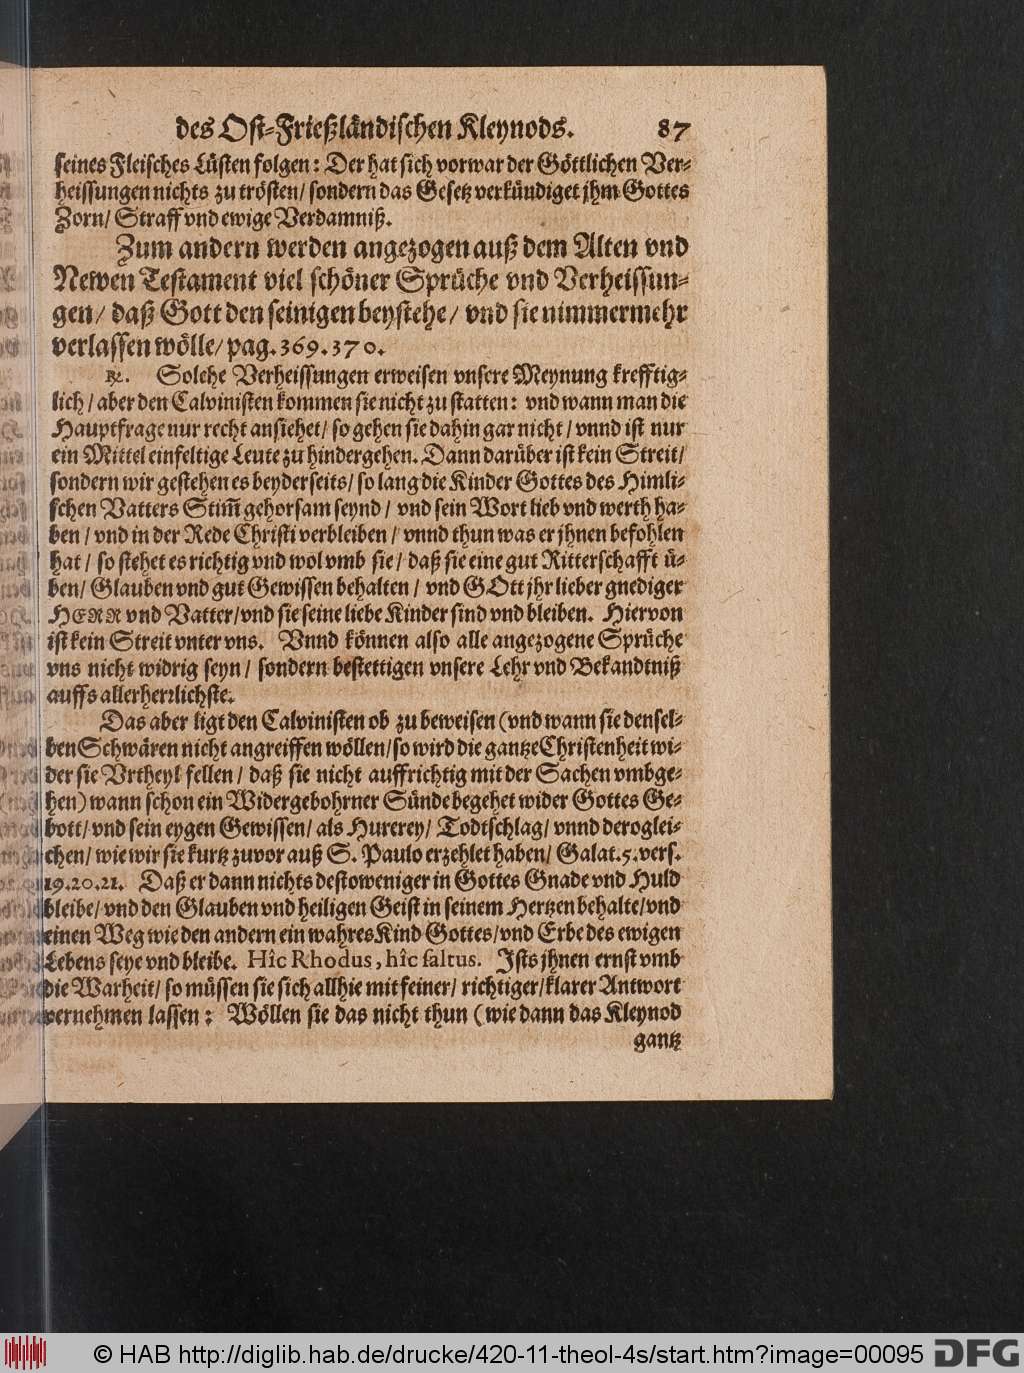 des Ost-Frießländischen Kleynods. 87
seines Fleisches Lüsten folgen: Der hat sich vorwar der Göttlichen Ver-
heissungen nichts zu trösten/ sondern das Gesetz verkündiget jhm Gottes
Zorn/ Straff vnd ewige Verdamniß.
Zum andern werden angezogen auß dem Alten vnd
Newen Testament viel schöner Sprüche vnd Verheissun-
gen/ daß Gott den seinigen beystehe/ vnd sie nimmermehr
verlassen wölle/ pag. 369. 370.
℞. Solche Verheissungen erweisen vnsere Meynung krefftig-
lich/ aber den Calvinisten kommen sie nicht zu statten: vnd wann man die
Hauptfrage nur recht ansiehet/ so gehen sie dahin gar nicht/ vnnd ist nur
ein Mittel einfeltige Leute zu hindergehen. Dann darüber ist kein Streit/
sondern wir gestehen es beyderseits/ so lang die Kinder Gottes des Himli-
schen Vatters Stim̃ gehorsam seynd/ vnd sein Wort lieb vnd werth ha-
ben/ vnd in der Rede Christi verbleiben/ vnnd thun was er jhnen befohlen
hat/ so stehet es richtig vnd wol vmb sie/ daß sie eine gut Ritterschafft ü-
ben/ Glauben vnd gut Gewissen behalten/ vnd GOtt jhr lieber gnediger
HERR vnd Vatter/ vnd sie seine liebe Kinder sind vnd bleiben. Hiervon
ist kein Streit vnter vns. Vnnd können also alle angezogene Sprüche
vns nicht widrig seyn/ sondern bestettigen vnsere Lehr vnd Bekandtniß
auffs allerherrlichste.
Das aber ligt den Calvinisten ob zu beweisen (vnd wann sie densel-
ben Schwären nicht angreiffen wöllen/ so wird die gantze Christenheit wi-
der sie Vrtheyl fellen/ daß sie nicht auffrichtig mit der Sachen vmbge-
hen) wann schon ein Widergebohrner Sünde begehet wider Gottes Ge-
bott/ vnd sein eygen Gewissen/ als Hurerey/ Todtschlag/ vnnd deroglei-
chen/ wie wir sie kurtz zuvor auß S. Paulo erzehlet haben/ Galat. 5. vers.
19. 20. 21. Daß er dann nichts destoweniger in Gottes Gnade vnd Huld
bleibe/ vnd den Glauben vnd heiligen Geist in seinem Hertzen behalte/ vnd
einen Weg wie den andern ein wahres Kind Gottes/ vnd Erbe des ewigen
Lebens seye vnd bleibe. Hîc Rhodus, hîc saltus. Ists jhnen ernst vmb
die Warheit/ so müssen sie sich allhie mit feiner/ richtiger/ klarer Antwort
vernehmen lassen: Wöllen sie das nicht thun (wie dann das Kleynod
gantz
© HAB http://diglib.hab.de/drucke/420-11-theol-4s/start.htm?image=00095 DFG